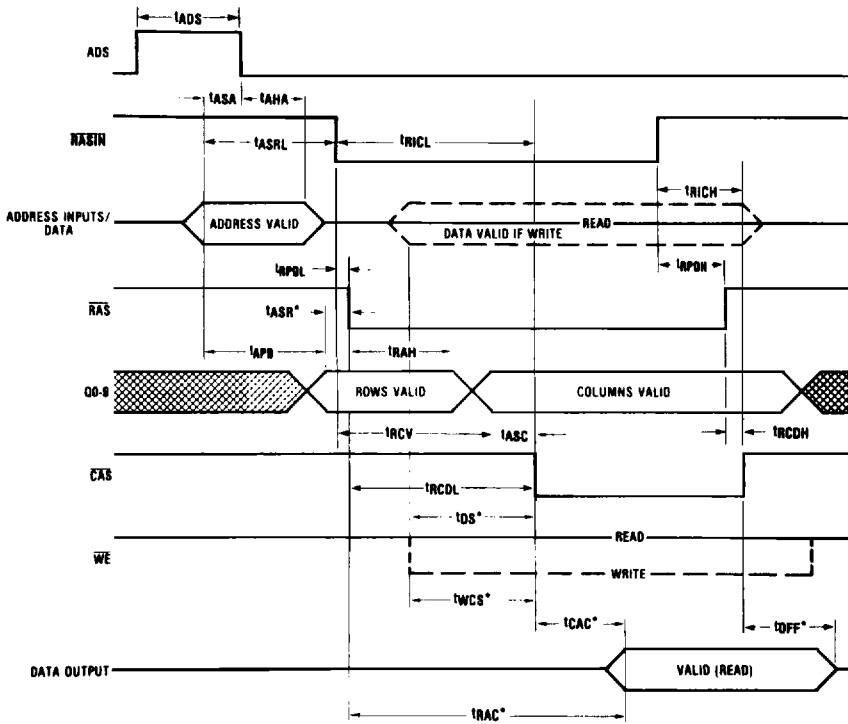 tADS
ADS
tASA tAHA
RASIN
tASRL tRICL
tRICH
ADDRESS INPUTS/
DATA
ADDRESS VALID
READ
DATA VALID IF WRITE
tRPDL
tRPDH
tASR*
RAS
tAPD tRAH
Q0-8
ROWS VALID COLUMNS VALID
tRCV tASC tRCDH
CAS
tRCDL
tDS*
READ
WE
WRITE
tWCS*
tCAC* tOFF*
DATA OUTPUT
VALID (READ)
tRAC*